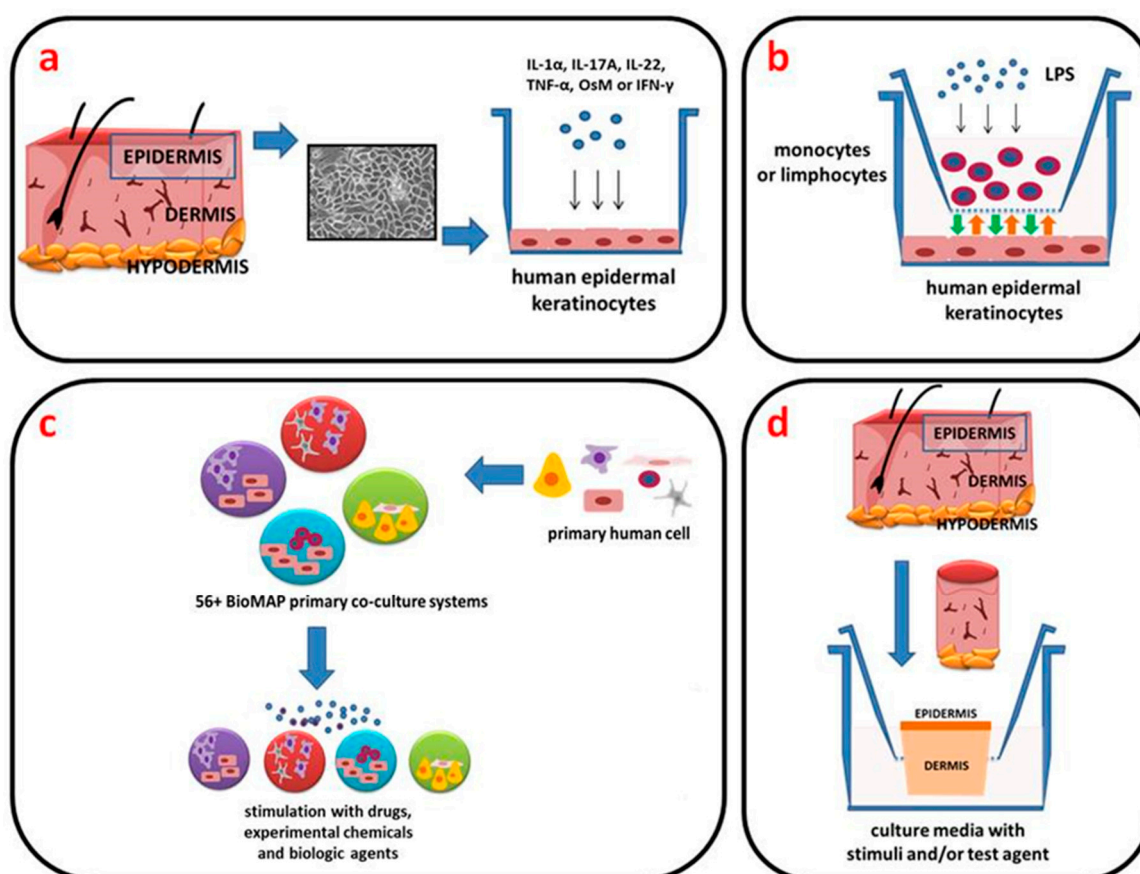 a
EPIDERMIS
DERMIS
HYPODERMIS
IL-1α, IL-17A, IL-22,
TNF-α, OsM or IFN-γ
human epidermal
keratinocytes
b
LPS
monocytes
or limphocytes
human epidermal
keratinocytes
c
primary human cell
56+ BioMAP primary co-culture systems
stimulation with drugs,
experimental chemicals
and biologic agents
d
EPIDERMIS
DERMIS
HYPODERMIS
EPIDERMIS
DERMIS
culture media with
stimuli and/or test agent